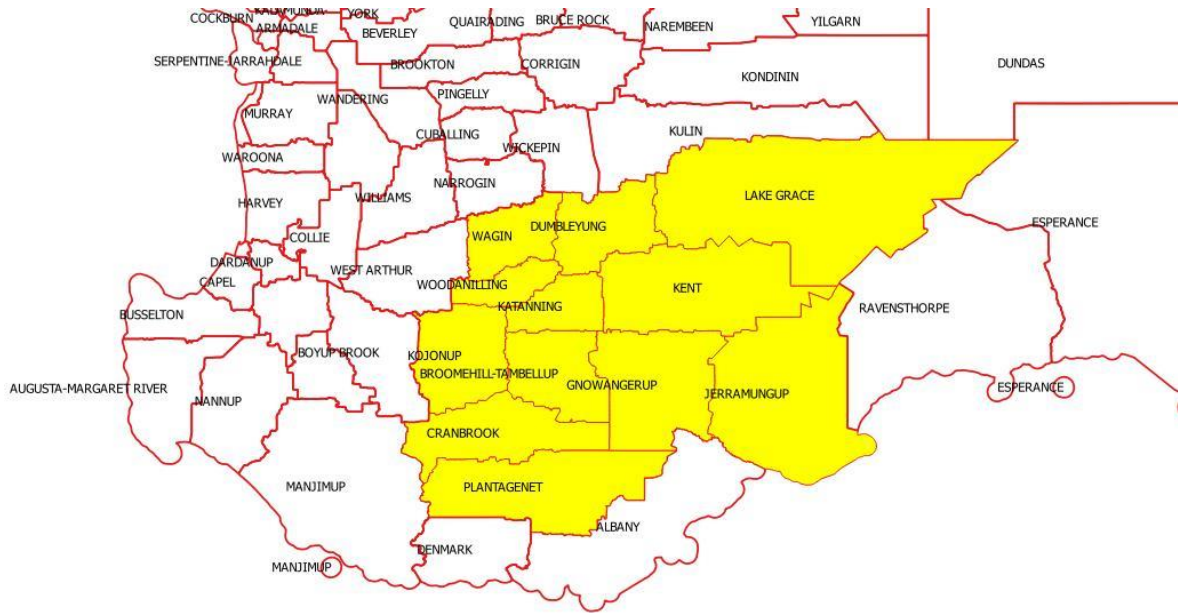 COCKBURN
KALAMUNDA
YORK
QUAIRADING
BRUCE ROCK
NAREMBEEN
YILGARN
ARMADALE
BEVERLEY
SERPENTINE-JARRAHDALE
BROOKTON
CORRIGIN
KONDININ
DUNDAS
PINGELLY
WANDERING
MURRAY
CUBALLING
KULIN
WICKEPIN
WAROONA
NARROGIN
WILLIAMS
LAKE GRACE
HARVEY
COLLIE
WAGIN
DUMBLEYUNG
ESPERANCE
DARDANUP
WEST ARTHUR
CAPEL
WOODANILLING
KENT
KATANNING
RAVENSTHORPE
BUSSELTON
BOYUP BROOK
KOJONUP
BROOMEHILL-TAMBELLUP
GNOWANGERUP
JERRAMUNGUP
ESPERANCE
AUGUSTA-MARGARET RIVER
NANNUP
CRANBROOK
MANJIMUP
PLANTAGENET
ALBANY
DENMARK
MANJIMUP